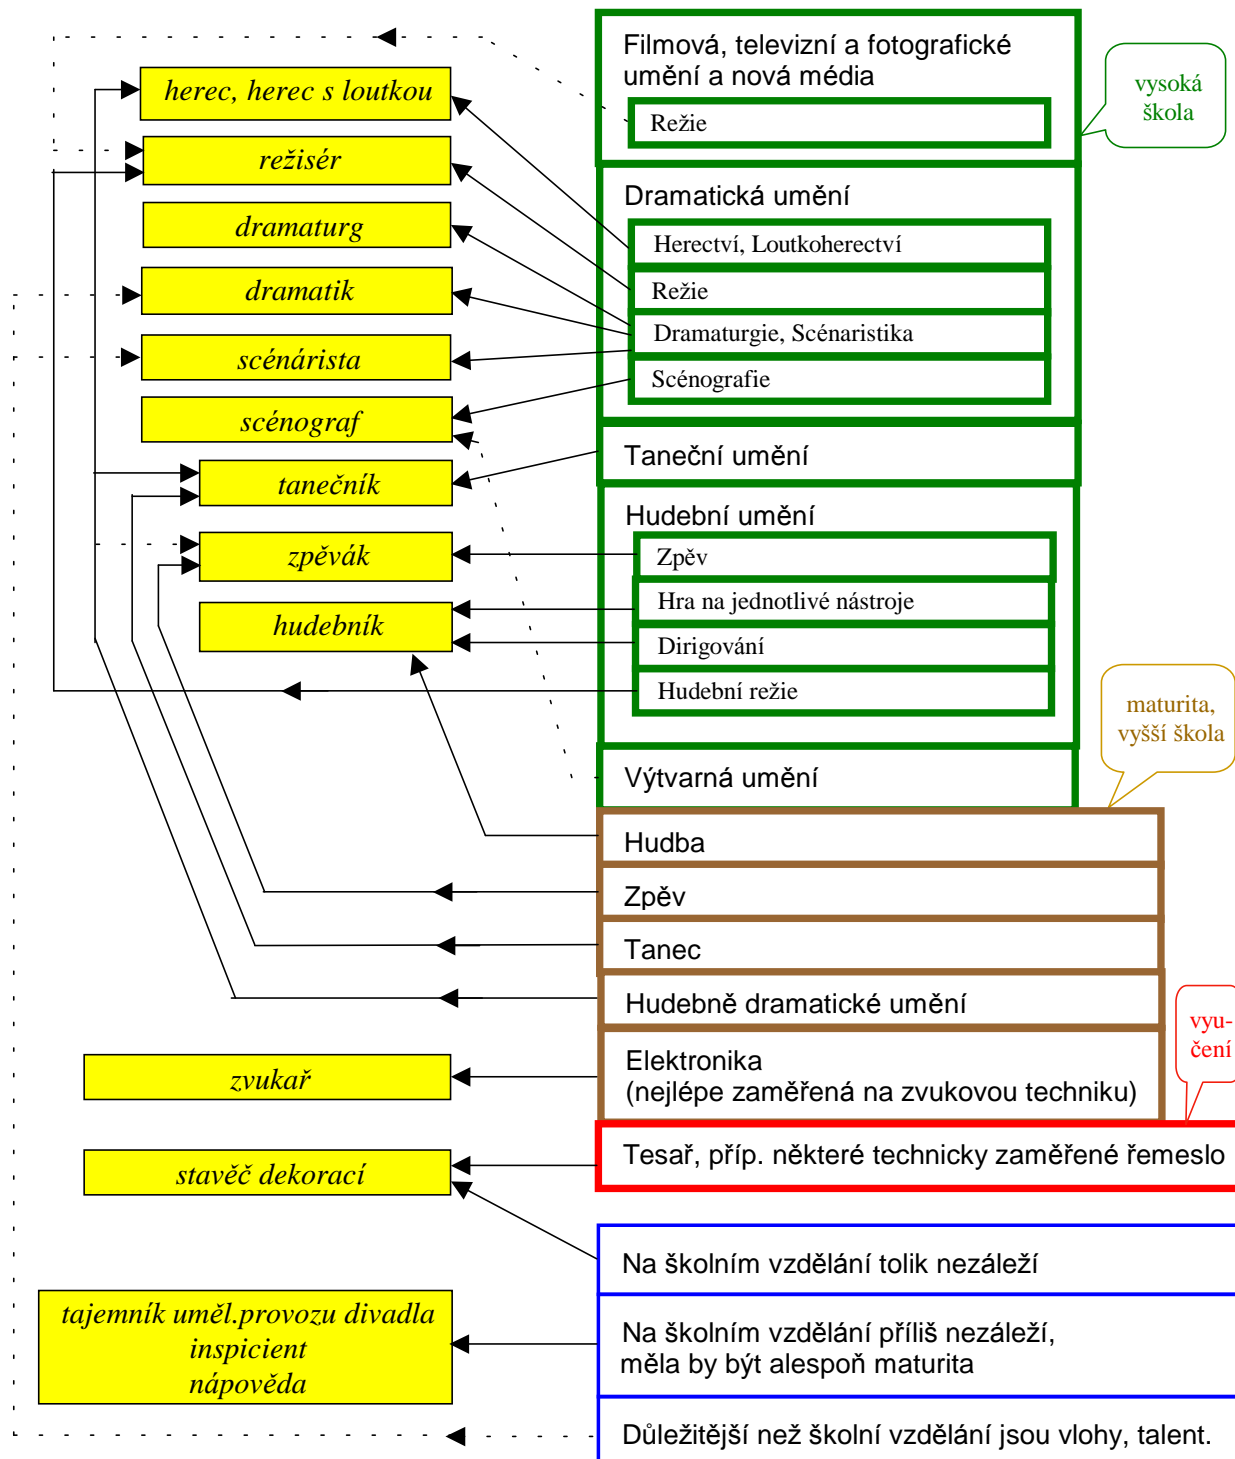 herec, herec s loutkou
režisér
dramaturg
dramatik
scénárista
scénograf
tanečník
zpěvák
hudebník
zvukař
stavěč dekorací
tajemník uměl.provozu divadla
inspicient
nápověda
Filmová, televizní a fotografické
umění a nová média
Režie
Dramatická umění
Herectví, Loutkoherectví
Režie
Dramaturgie, Scénaristika
Scénografie
Taneční umění
Hudební umění
Zpěv
Hra na jednotlivé nástroje
Dirigování
Hudební režie
Výtvarná umění
Hudba
Zpěv
Tanec
Hudebně dramatické umění
Elektronika
(nejlépe zaměřená na zvukovou techniku)
Tesař, příp. některé technicky zaměřené řemeslo
Na školním vzdělání tolik nezáleží
Na školním vzdělání příliš nezáleží,
měla by být alespoň maturita
Důležitější než školní vzdělání jsou vlohy, talent.
vysoká
škola
maturita,
vyšší škola
vyu-
čení